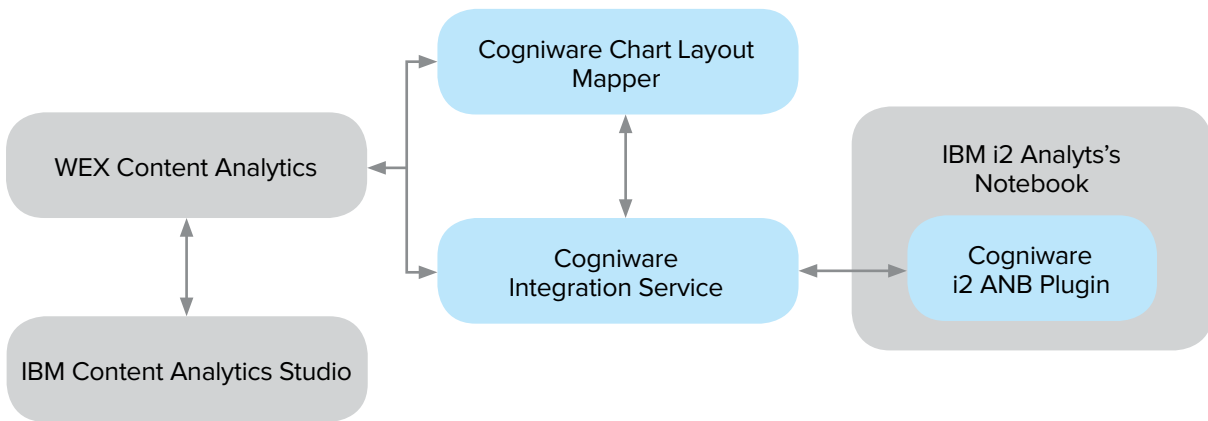 Cogniware Chart Layout
Mapper
WEX Content Analytics
IBM i2 Analyts's
Notebook
Cogniware
Integration Service
Cogniware
i2 ANB Plugin
IBM Content Analytics Studio